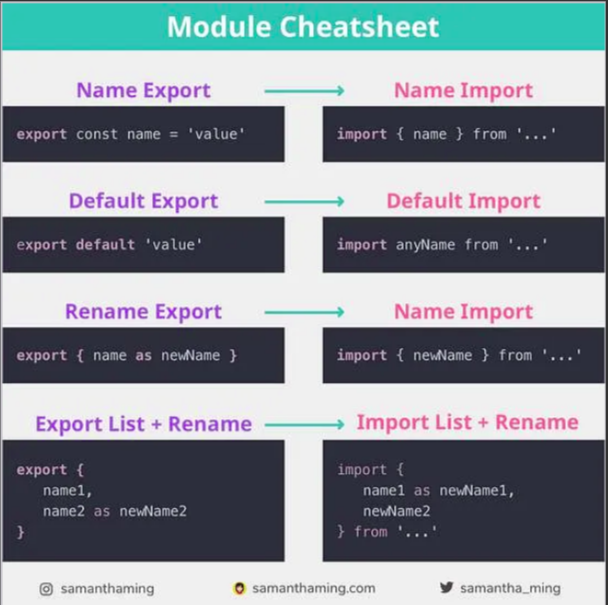 Module Cheatsheet
Name Export
Name Import
export const name = 'value'
import { name } from '...'
Default Export
Default Import
export default 'value'
import anyName from '...'
Rename Export
Name Import
export { name as newName }
import { newName } from '...'
Export List + Rename
Import List + Rename
export {
name1,
name2 as newName2
}
import {
name1 as newName1,
newName2
} from '...'
samanthaming
samanthaming.com
samantha_ming